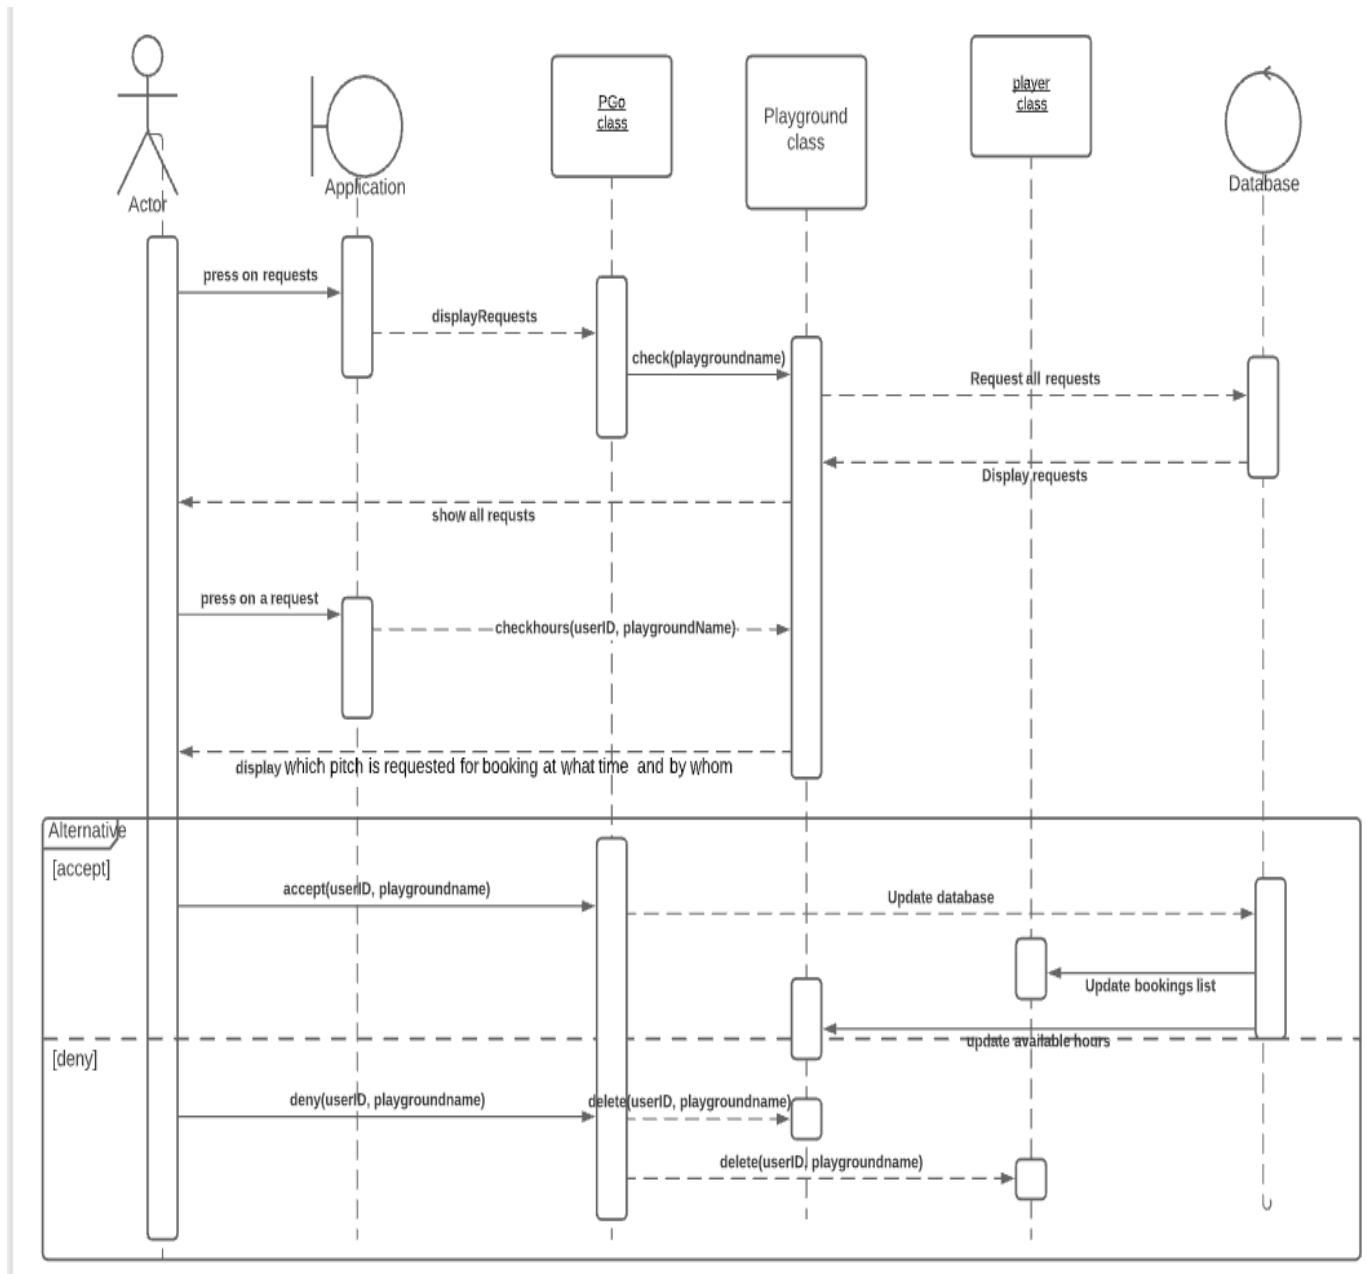 PGo
class
Playground
class
player
class
Actor
Application
Database
press on requests
displayRequests
check(playgroundname)
Request all requests
Display requests
show all requsts
press on a request
checkhours(userID, playgroundName)
display which pitch is requested for booking at what time and by whom
Alternative
[accept]
accept(userID, playgroundname)
Update database
Update bookings list
update available hours
[deny]
deny(userID, playgroundname)
delete(userID, playgroundname)
delete(userID, playgroundname)